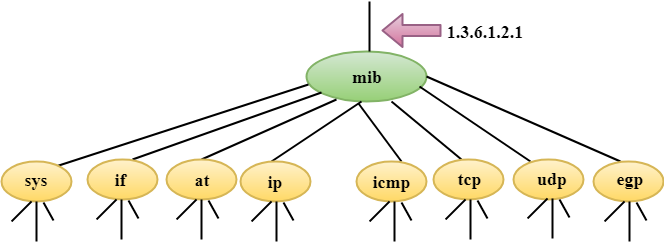 1.3.6.1.2.1
mib
sys
if
at
ip
icmp
tcp
udp
egp